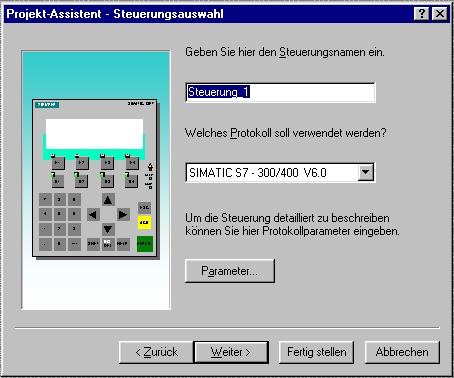 Projekt-Assistent - Steuerungsauswahl
Geben Sie hier den Steuerungsnamen ein.
Steuerung_1
Welches Protokoll soll verwendet werden?
SIMATIC S7 - 300/400 V6.0
Um die Steuerung detailliert zu beschreiben
können Sie hier Protokollparameter eingeben.
Parameter...
SIEMENS
< Zurück
Weiter >
Fertig stellen
Abbrechen